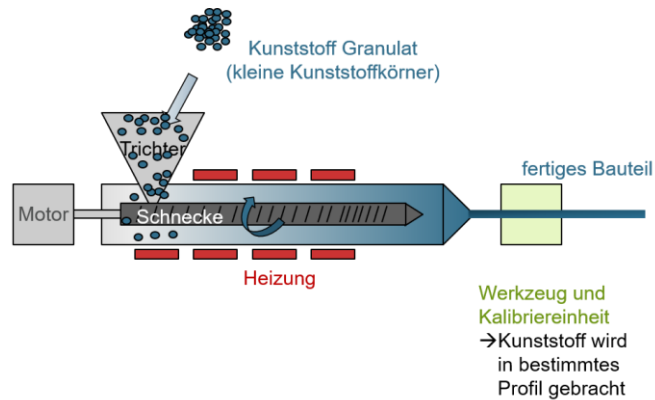 Kunststoff Granulat
(kleine Kunststoffkörner)
Trichter
fertiges Bauteil
Motor
Schnecke
Heizung
Werkzeug und
Kalibriereinheit
→Kunststoff wird
in bestimmtes
Profil gebracht